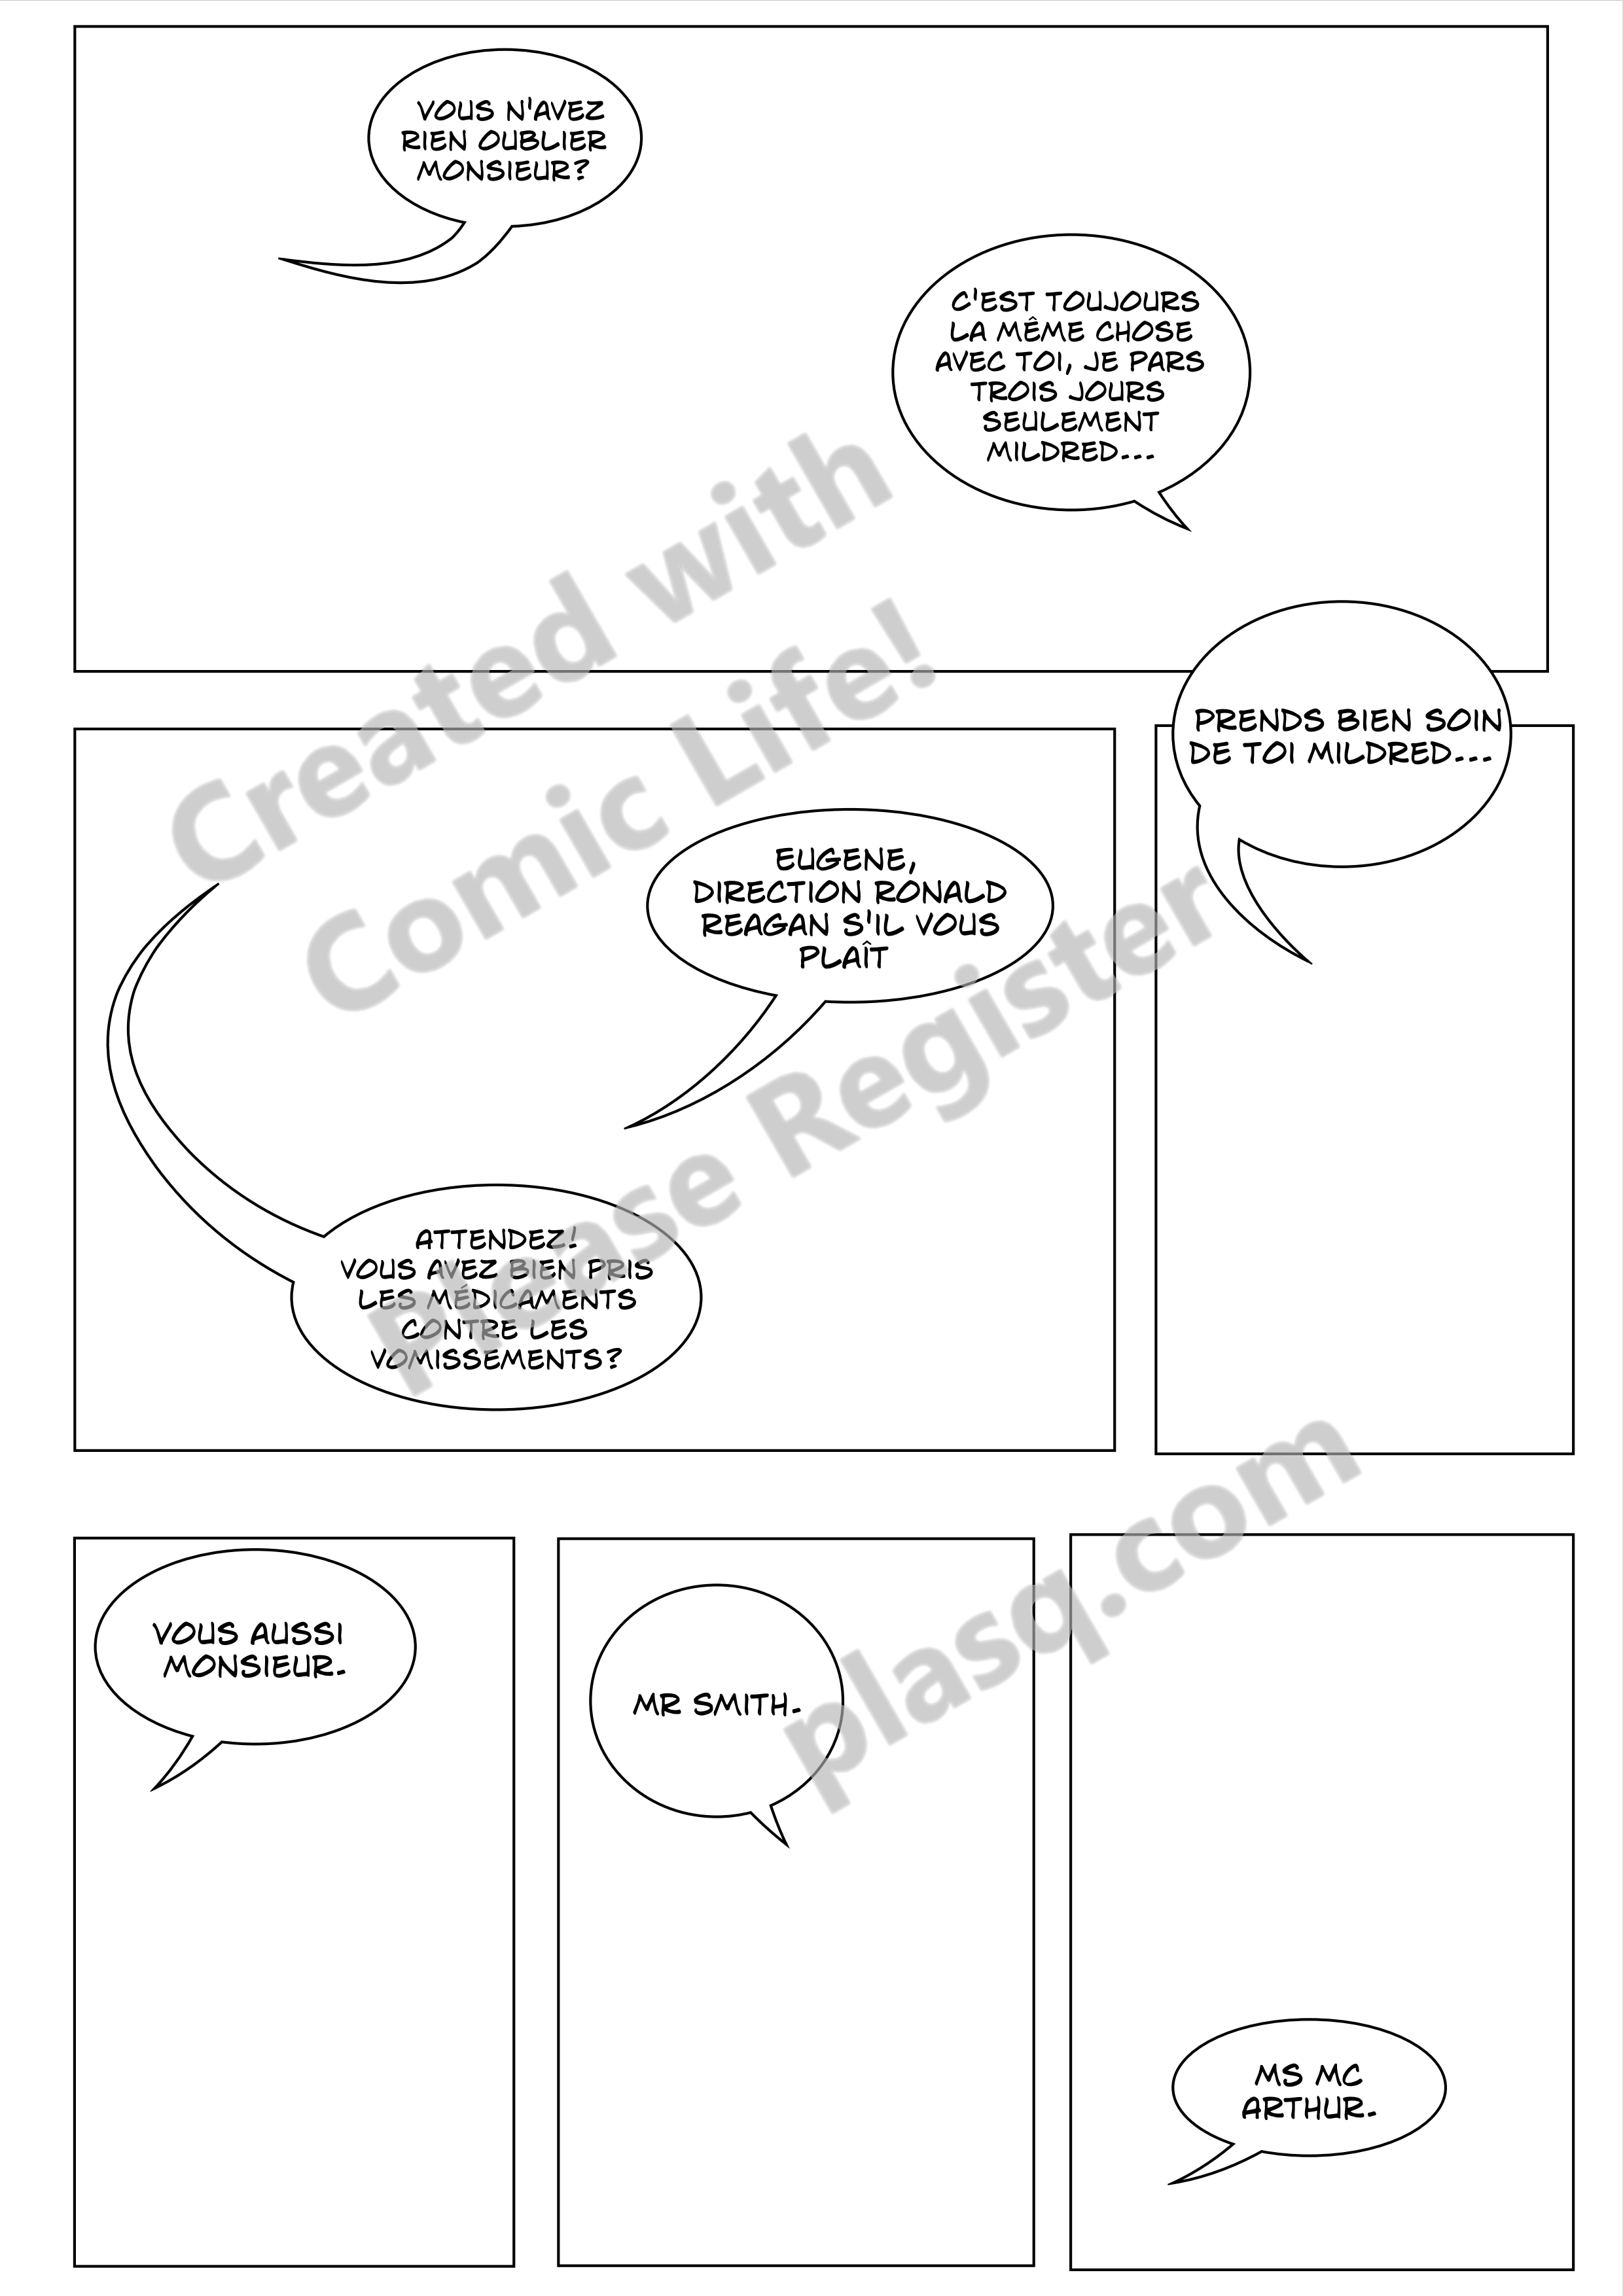 VOUS N'AVEZ
RIEN OUBLIER
MONSIEUR?
C'EST TOUJOURS
LA MÊME CHOSE
AVEC TOI, JE PARS
TROIS JOURS
SEULEMENT
MILDRED...
EUGENE,
DIRECTION RONALD
REAGAN S'IL VOUS
PLAÎT
ATTENDEZ!
VOUS AVEZ BIEN PRIS
LES MÉDICAMENTS
CONTRE LES
VOMISSEMENTS?
PRENDS BIEN SOIN
DE TOI MILDRED...
VOUS AUSSI
MONSIEUR.
MR SMITH.
MS MC
ARTHUR.
Created with
Comic Life!
please Register
plasq.com